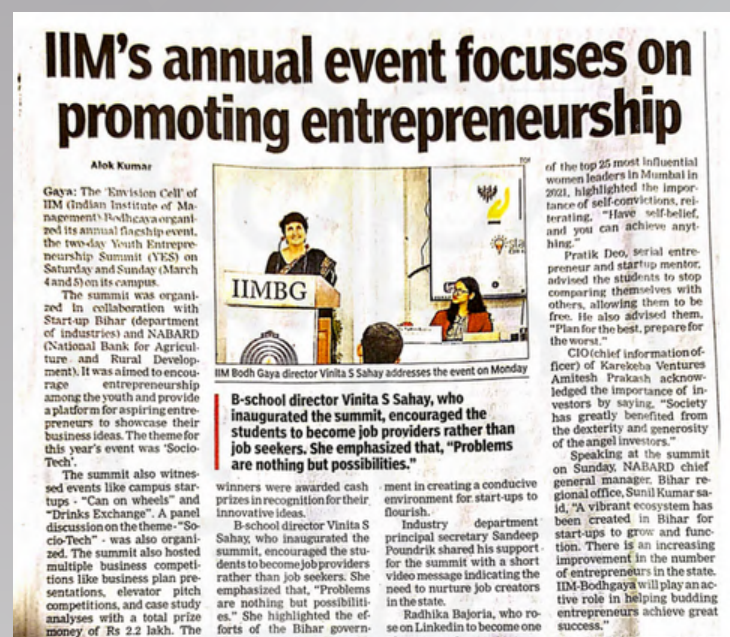 IIM's annual event focuses on
promoting entrepreneurship
Alok Kumar
Gaya: The 'Envision Cell' of
IIM (Indian Institute of Ma-
nagement) Bodhgaya organi-
zed its annual flagship event,
the two-day Youth Entrepre-
neurship Summit (YES) on
Saturday and Sunday (March
4 and 5) on its campus.
The summit was organi-
zed in collaboration with
Start-up Bihar (department
of industries) and NABARD
(National Bank for Agricul-
ture and Rural Develop-
ment). It was aimed to encou-
rage entrepreneurship
among the youth and provide
a platform for aspiring entre-
preneurs to showcase their
business ideas. The theme for
this year's event was 'Socio-
Tech'.
The summit also witnes-
sed events like campus star-
tups - "Can on wheels" and
"Drinks Exchange". A panel
discussion on the theme - "So-
cio-Tech" - was also organi-
zed. The summit also hosted
multiple business competi-
tions like business plan pre-
sentations, elevator pitch
competitions, and case study
analyses with a total prize
money of Rs 2.2 lakh. The
TOI
IIMBG
sta
IIM Bodh Gaya director Vinita S Sahay addresses the event on Monday
B-school director Vinita S Sahay, who
inaugurated the summit, encouraged the
students to become job providers rather than
job seekers. She emphasized that, "Problems
are nothing but possibilities."
winners were awarded cash
prizes in recognition for their
innovative ideas.
B-school director Vinita S
Sahay, who inaugurated the
summit, encouraged the stu-
dents to become job providers
rather than job seekers. She
emphasized that, "Problems
are nothing but possibiliti-
es." She highlighted the ef-
forts of the Bihar govern-
ment in creating a conducive
environment for start-ups to
flourish.
Industry department
principal secretary Sandeep
Poundrik shared his support
for the summit with a short
video message indicating the
need to nurture job creators
in the state.
Radhika Bajoria, who ro-
se on Linkedin to become one
of the top 25 most influential
women leaders in Mumbai in
2021, highlighted the impor-
tance of self-convictions, rei-
terating, "Have self-belief,
and you can achieve anyt-
hing."
Pratik Deo, serial entre-
preneur and startup mentor,
advised the students to stop
comparing themselves with
others, allowing them to be
free. He also advised them,
"Plan for the best, prepare for
the worst."
CIO (chief information of-
ficer) of Karekeba Ventures
Amitesh Prakash acknow-
ledged the importance of in-
vestors by saying, "Society
has greatly benefited from
the dexterity and generosity
of the angel investors."
Speaking at the summit
on Sunday, NABARD chief
general manager, Bihar re-
gional office, Sunil Kumar sa-
id, "A vibrant ecosystem has
been created in Bihar for
start-ups to grow and func-
tion. There is an increasing
improvement in the number
of entrepreneurs in the state.
IIM-Bodhgaya will play an ac-
tive role in helping budding
entrepreneurs achieve great
success."